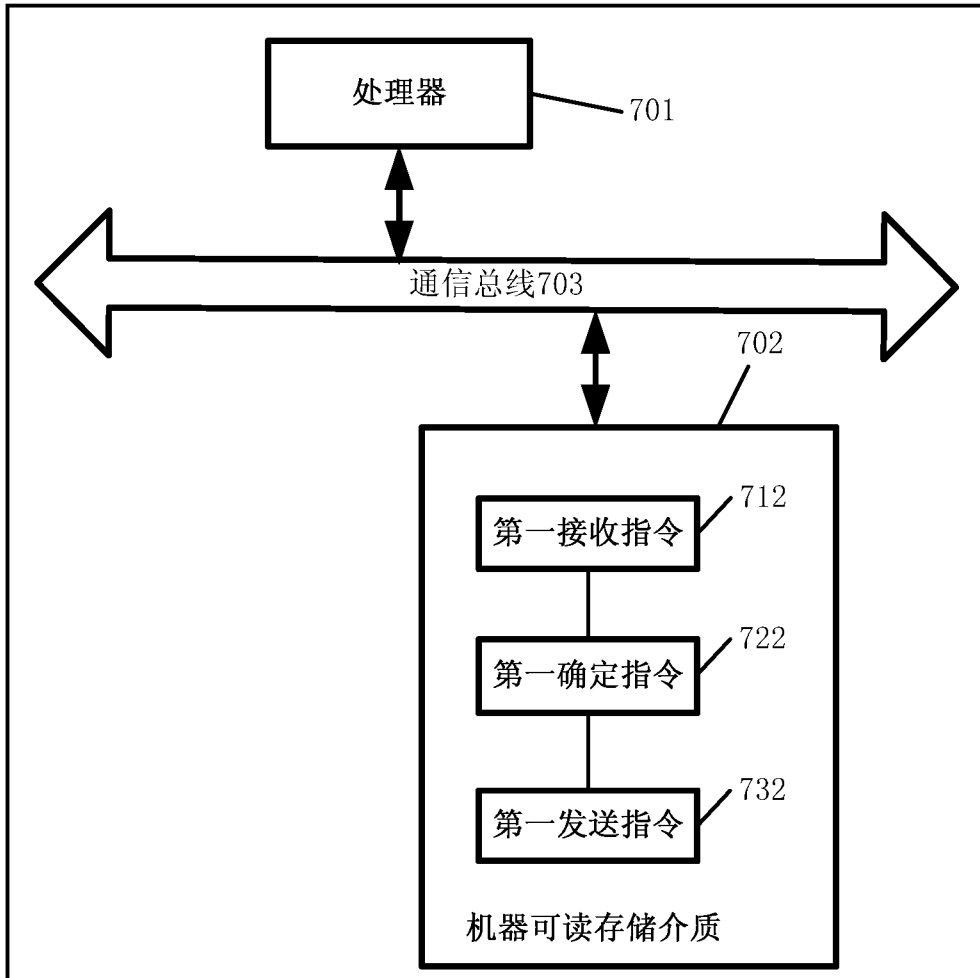 处理器
701
通信总线703
702
712
第一接收指令
722
第一确定指令
732
第一发送指令
机器可读存储介质